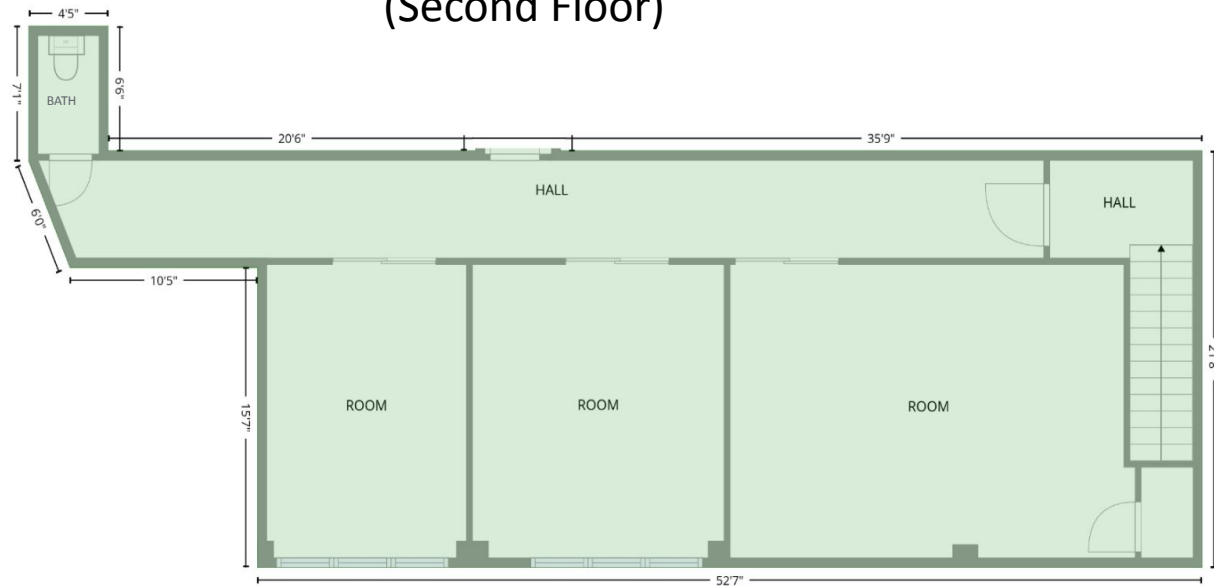 (Second Floor)
4'5"
7'1"
BATH
6'6"
20'6"
35'9"
HALL
HALL
6'0"
10'5"
15'7"
ROOM
ROOM
ROOM
52'7"